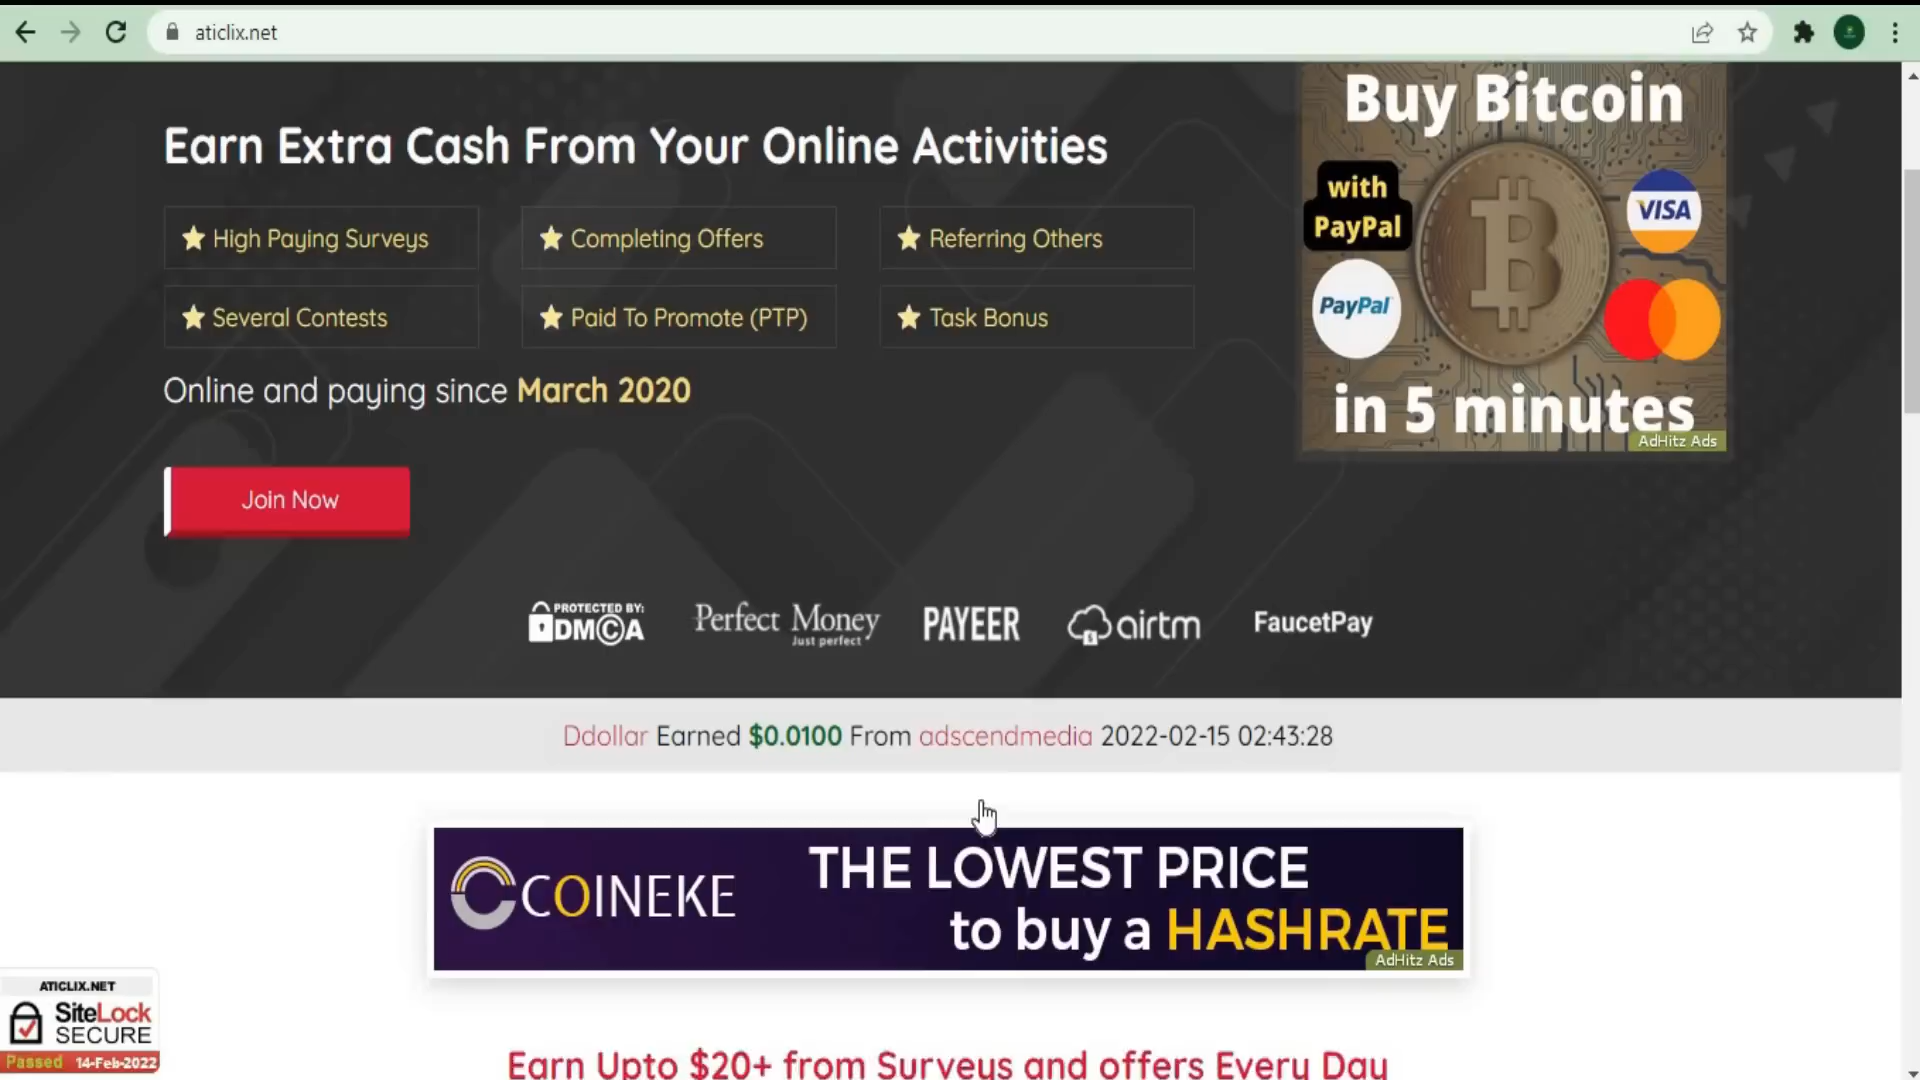 aticlix.net
Buy Bitcoin
Earn Extra Cash From Your Online Activities
with
PayPal
VISA
High Paying Surveys
Completing Offers
Referring Others
PayPal
Several Contests
Paid To Promote (PTP)
Task Bonus
Online and paying since March 2020
in 5 minutes
AdHitz Ads
Join Now
PROTECTED BY:
DMCA
Perfect Money
Just perfect
PAYEER
airtm
FaucetPay
Ddollar Earned $0.0100 From adscendmedia 2022-02-15 02:43:28
COINEKE
THE LOWEST PRICE
to buy a HASHRATE
AdHitz Ads
ATICLIX.NET
SiteLock
SECURE
Passed 14-Feb-2022
Earn Upto $20+ from Surveys and offers Every Day